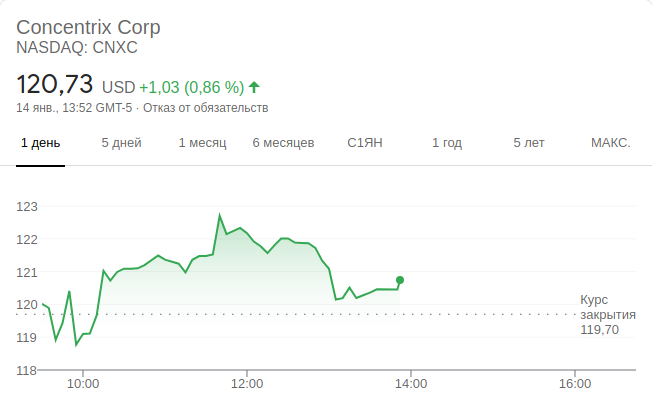 Concentrix Corp
NASDAQ: CNXC
120,73 USD +1,03 (0,86 %)
14 янв., 13:52 GMT-5 · Отказ от обязательств
1 день 5 дней 1 месяц 6 месяцев С1ЯН 1 год 5 лет МАКС.
123
122
121
120
119
118
Курс
закрытия
119,70
10:00 12:00 14:00 16:00